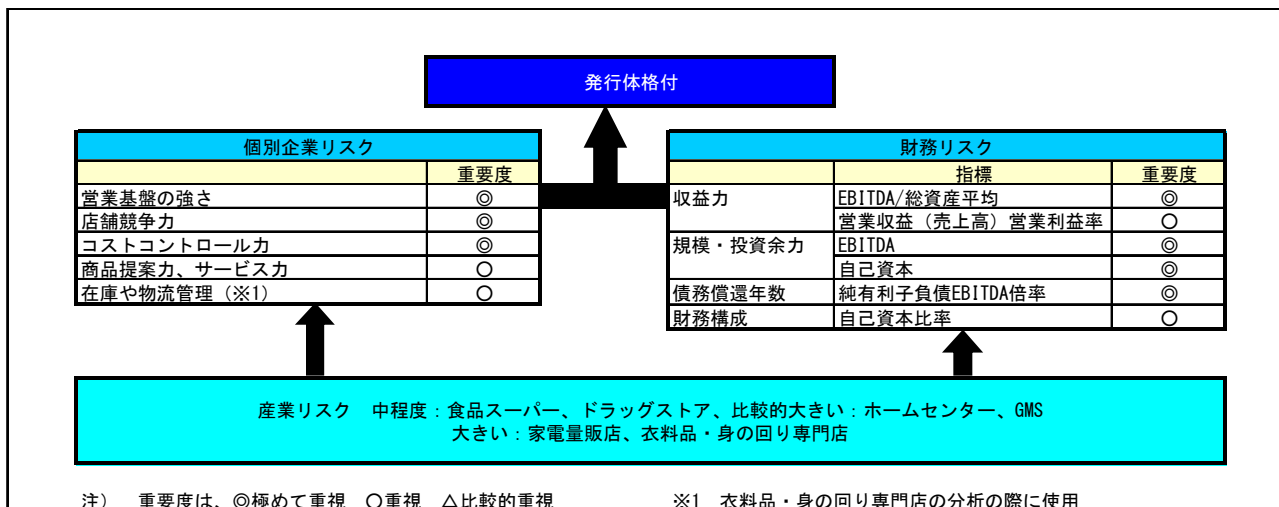 発行体格付
個別企業リスク
重要度
営業基盤の強さ ◎
店舗競争力 ◎
コストコントロール力 ◎
商品提案力、サービス力 ○
在庫や物流管理（※1） ○
財務リスク
指標 重要度
収益力 EBITDA/総資産平均 ◎
営業収益（売上高）営業利益率 ○
規模・投資余力 EBITDA ◎
自己資本 ◎
債務償還年数 純有利子負債EBITDA倍率 ◎
財務構成 自己資本比率 ○
産業リスク　中程度：食品スーパー、ドラッグストア、比較的大きい：ホームセンター、GMS
大きい：家電量販店、衣料品・身の回り専門店
注）　重要度は、◎極めて重視　○重視　△比較的重視　※1　衣料品・身の回り専門店の分析の際に使用